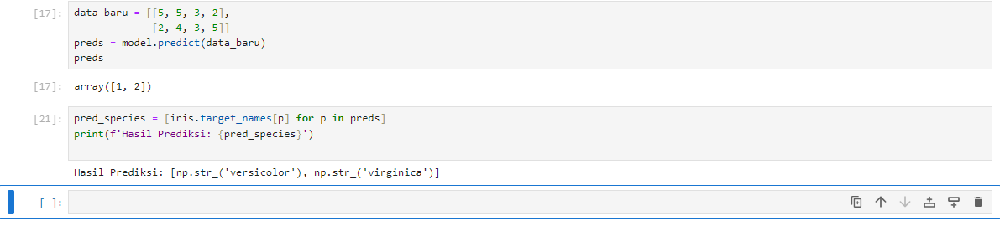 [17]: data_baru = [[5, 5, 3, 2],
[2, 4, 3, 5]]
preds = model.predict(data_baru)
preds
[17]: array([1, 2])
[21]: pred_species = [iris.target_names[p] for p in preds]
print(f'Hasil Prediksi: {pred_species}')
Hasil Prediksi: [np.str_('versicolor'), np.str_('virginica')]
[ ]: